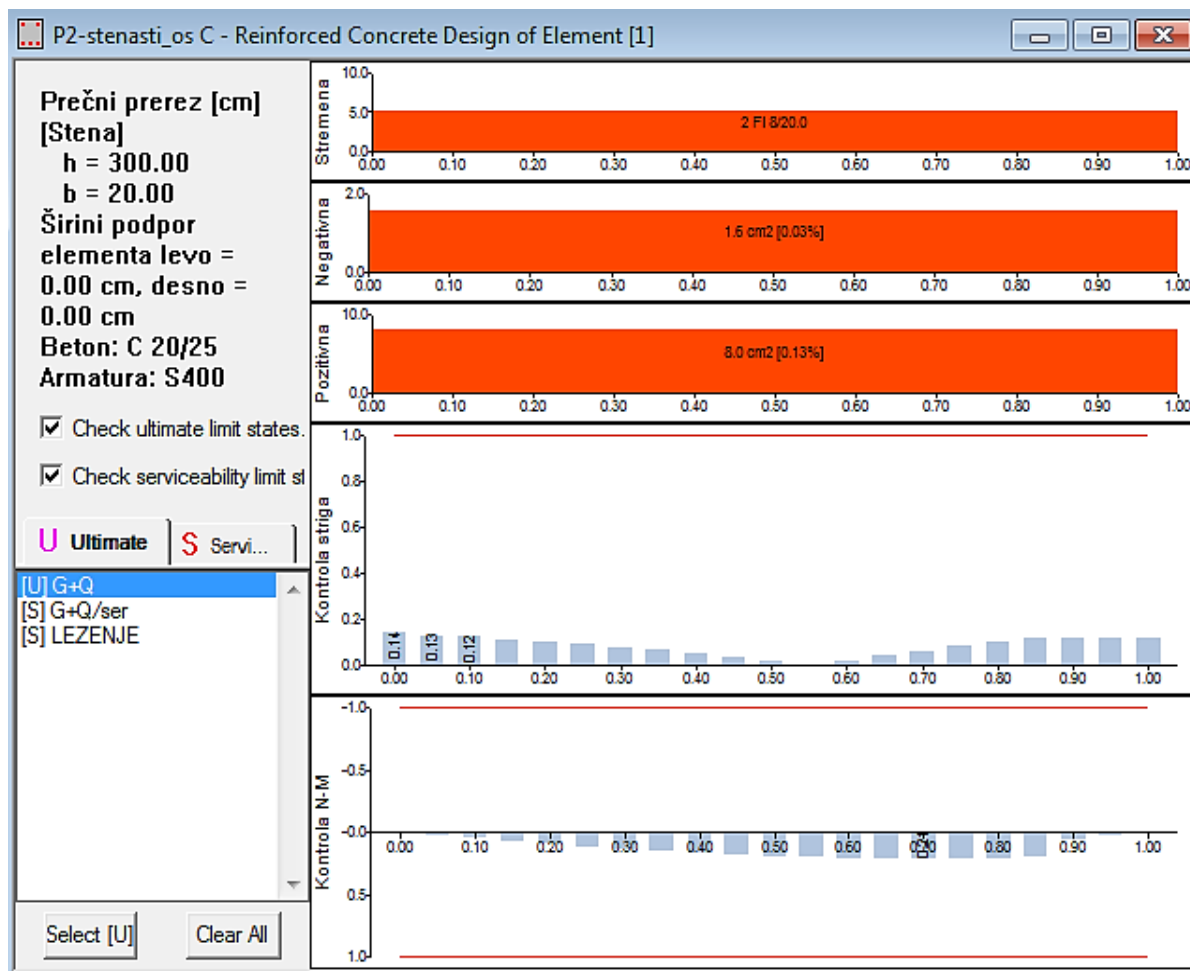 P2-stenasti_os C - Reinforced Concrete Design of Element [1]
Prečni prerez [cm]
[Stena]
h = 300.00
b = 20.00
Širini podpor
elementa levo =
0.00 cm, desno =
0.00 cm
Beton: C 20/25
Armatura: S400
Check ultimate limit states.
Check serviceability limit st
U Ultimate
S Servi...
[U] G+Q
[S] G+Q/ser
[S] LEZENJE
Select [U]
Clear All
Stremena
10.0
5.0
0.0
2 FI 8/20.0
0.00 0.10 0.20 0.30 0.40 0.50 0.60 0.70 0.80 0.90 1.00
Negativna
2.0
0.0
1.6 cm2 [0.03%]
0.00 0.10 0.20 0.30 0.40 0.50 0.60 0.70 0.80 0.90 1.00
Pozitivna
10.0
0.0
8.0 cm2 [0.13%]
0.00 0.10 0.20 0.30 0.40 0.50 0.60 0.70 0.80 0.90 1.00
Kontrola striga
1.0
0.8
0.6
0.4
0.2
0.0
0.14 0.13 0.12
0.00 0.10 0.20 0.30 0.40 0.50 0.60 0.70 0.80 0.90 1.00
Kontrola N-M
-1.0
-0.5
-0.0
0.5
1.0
0.00 0.10 0.20 0.30 0.40 0.50 0.60 0.70 0.80 0.90 1.00
0.21